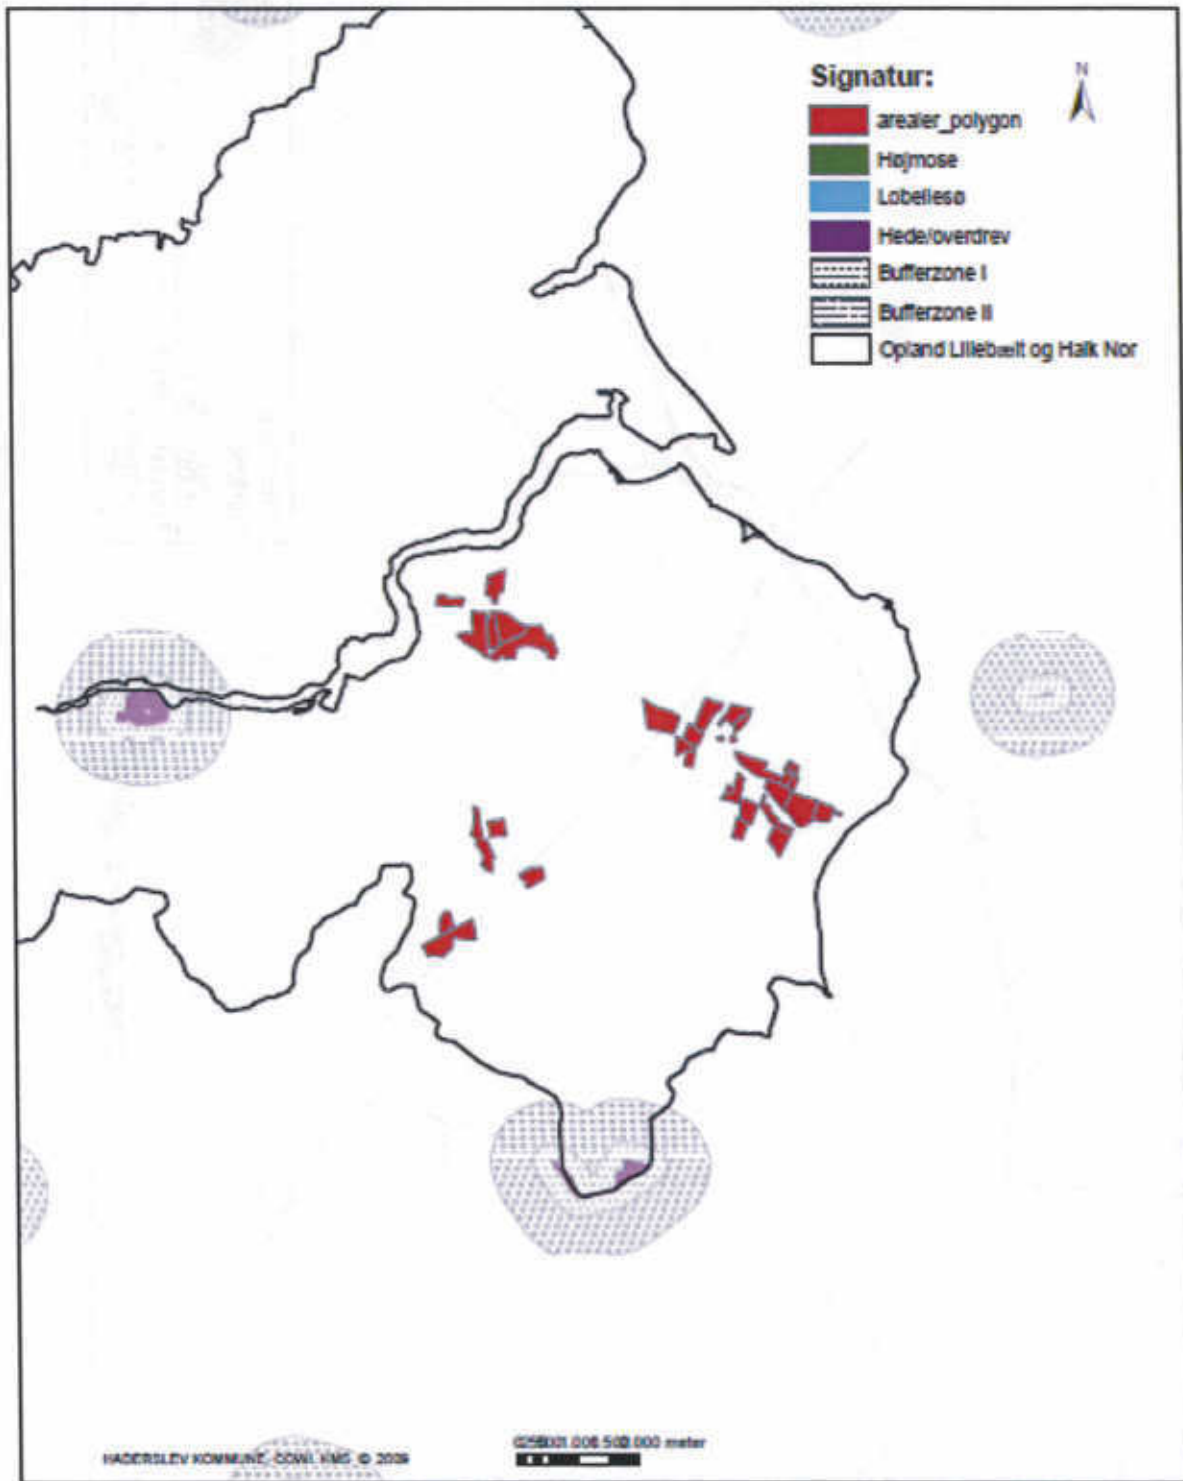 Signatur:
N
arealer_polygon
Højmose
Lobeliesø
Hede/overdrev
Bufferzone I
Bufferzone II
Opland Lillebælt og Halk Nor
HADERSLEV KOMMUNE, COWI, KMS © 2009
meter